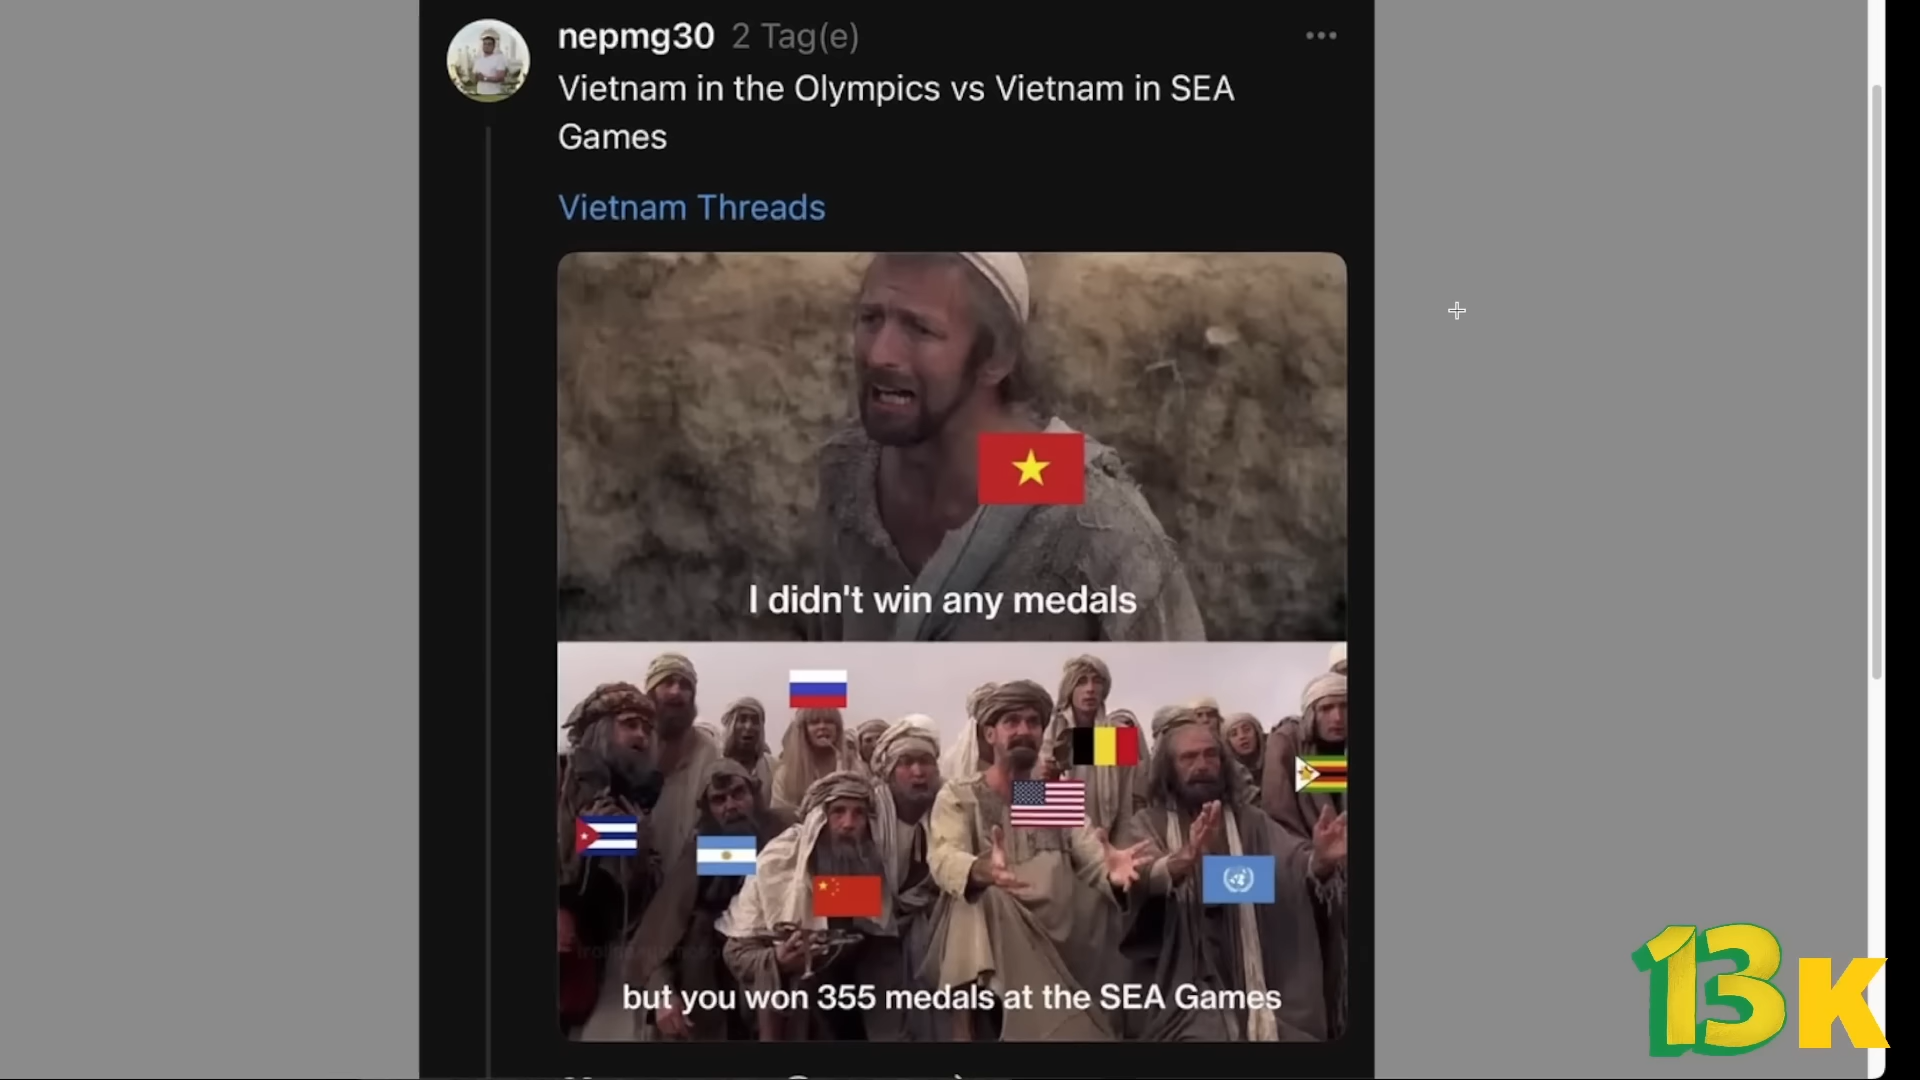 nepmg30 2 Tag(e)
Vietnam in the Olympics vs Vietnam in SEA
Games
Vietnam Threads
I didn't win any medals
but you won 355 medals at the SEA Games
13K